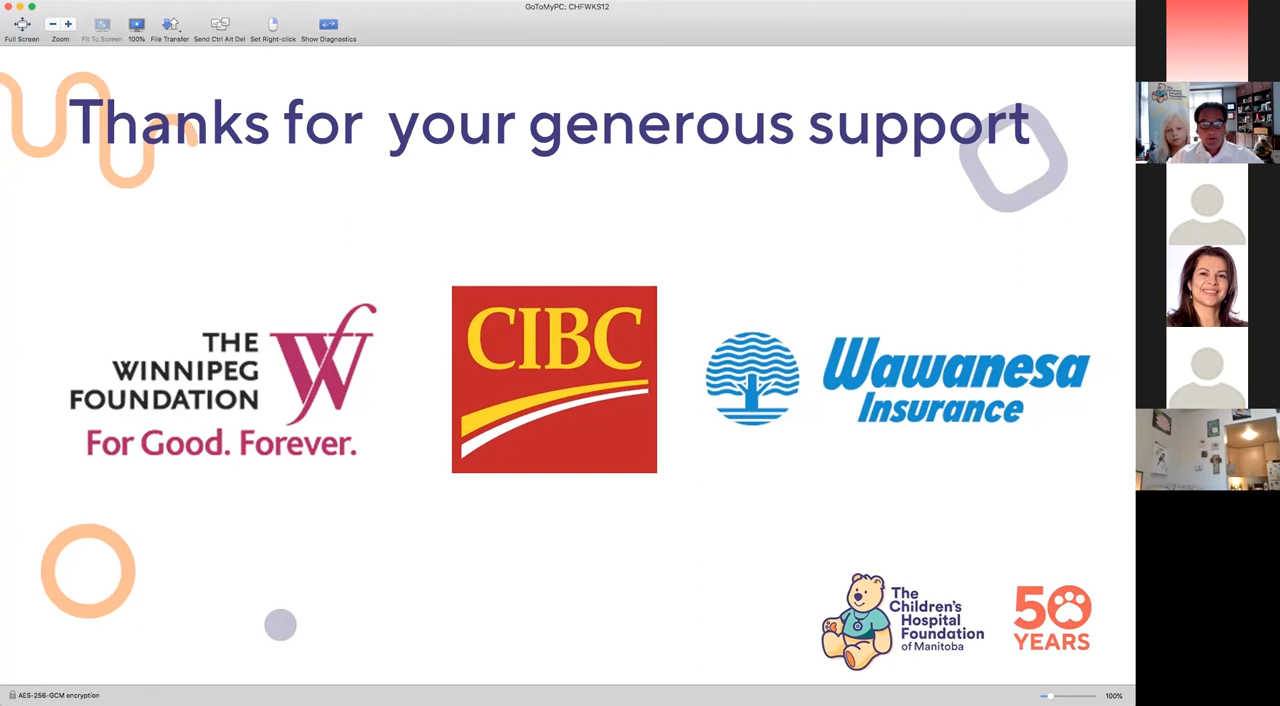 GoToMyPC: CHFWKS12
Full Screen
Zoom
Fit To Screen
100%
File Transfer
Send Ctrl Alt Del
Set Right-click
Show Diagnostics
Thanks for your generous support
THE
WINNIPEG
FOUNDATION
For Good. Forever.
CIBC
Wawanesa
Insurance
The
Children's
Hospital
Foundation
of Manitoba
50
YEARS
AES-256-GCM encryption
100%